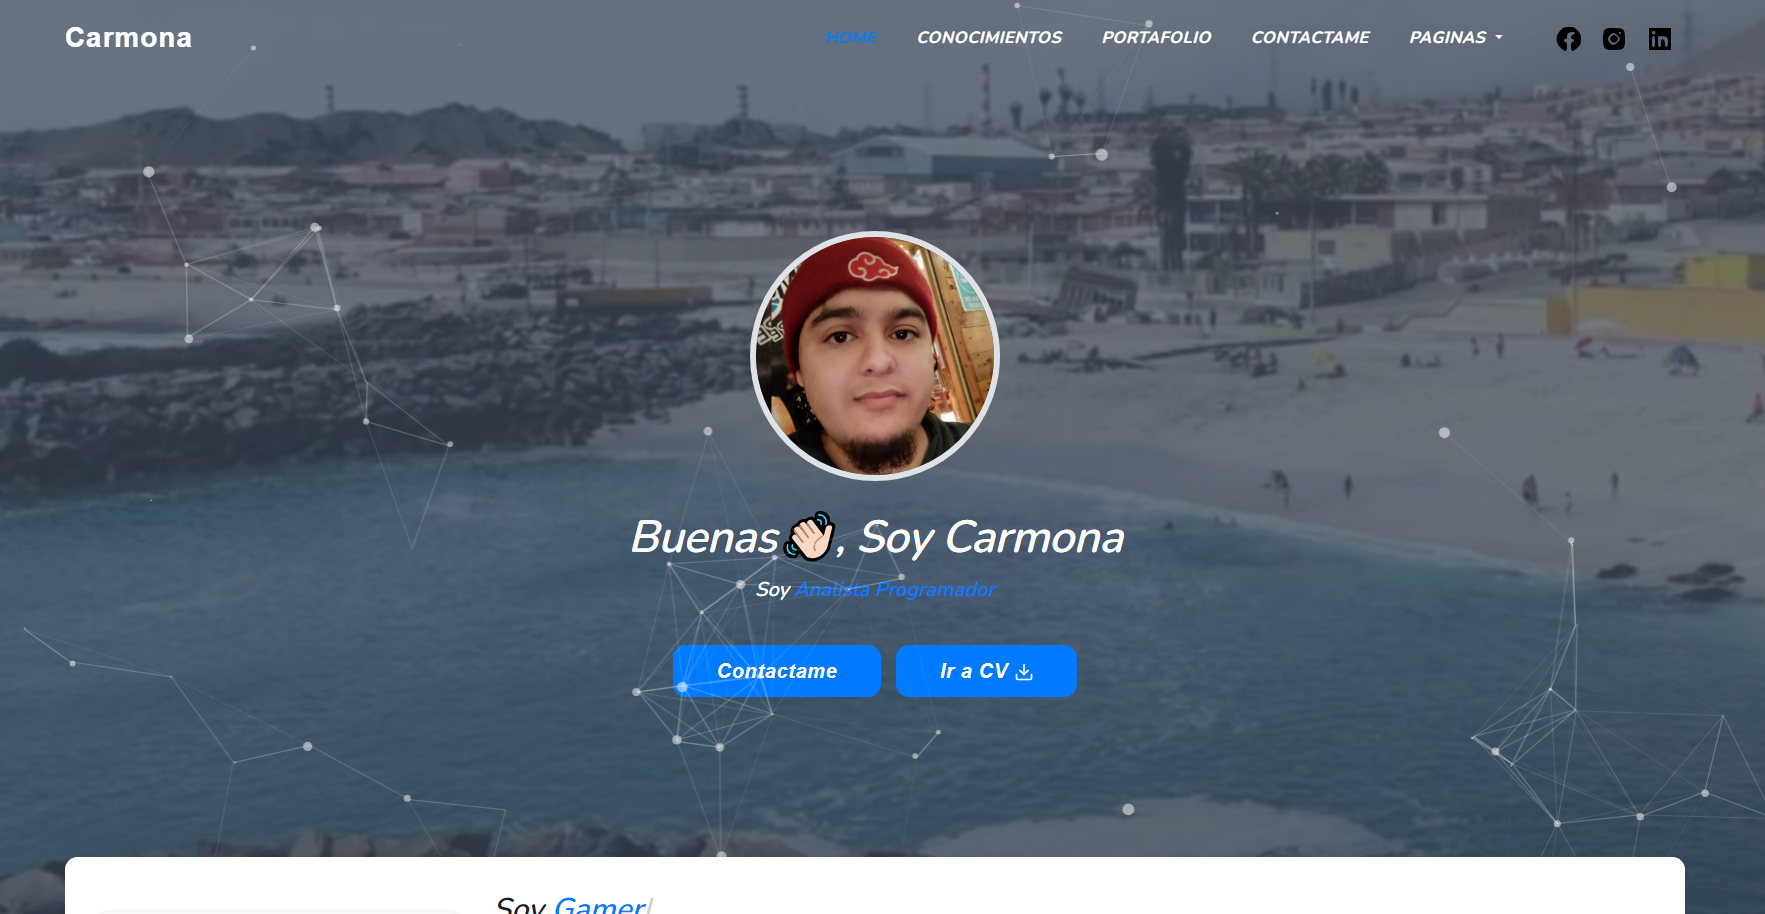 Carmona
HOME CONOCIMIENTOS PORTAFOLIO CONTACTAME PAGINAS
Buenas👋🏻, Soy Carmona
Soy Analista Programador
Contactame
Ir a CV
Soy Gamer|